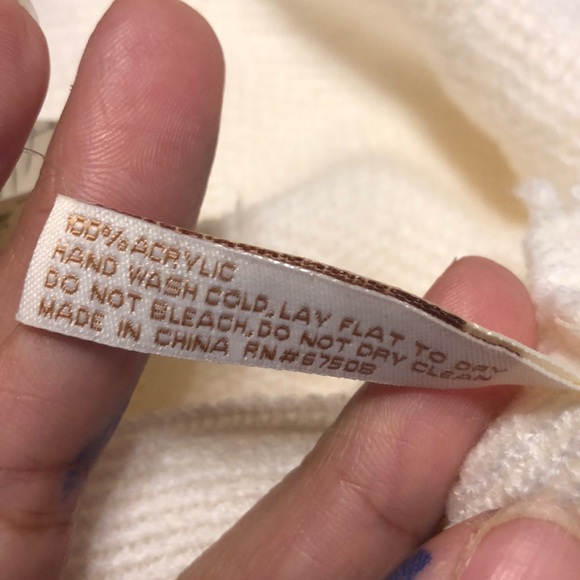 100% ACRYLIC
HAND WASH COLD, LAY FLAT TO DRY
DO NOT BLEACH, DO NOT DRY CLEAN
MADE IN CHINA RN#67508